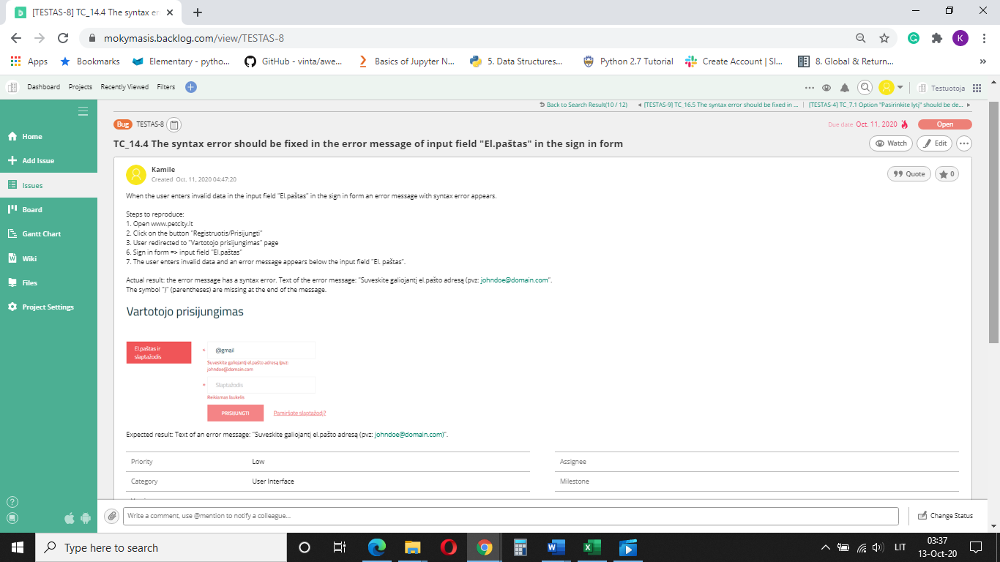 [TESTAS-8] TC_14.4 The syntax er
mokymasis.backlog.com/view/TESTAS-8
K
Apps Bookmarks Elementary - pytho... GitHub - vinta/awe... Basics of Jupyter N... 5. Data Structures... Python 2.7 Tutorial Create Account | Sl... 8. Global & Return... »
Dashboard Projects Recently Viewed Filters Testuotoja
Back to Search Result(10 / 12) [TESTAS-9] TC_16.5 The syntax error should be fixed in ... | [TESTAS-4] TC_7.1 Option "Pasirinkite lytį" should be de...
Bug TESTAS-8 Due date Oct. 11, 2020 Open
TC_14.4 The syntax error should be fixed in the error message of input field "El.paštas" in the sign in form
Watch Edit
Home
Add Issue
Issues
Board
Gantt Chart
Wiki
Files
Project Settings
Kamile
Created Oct. 11, 2020 04:47:20
Quote 0
When the user enters invalid data in the input field "El.paštas" in the sign in form an error message with syntax error appears.
Steps to reproduce:
1. Open www.petcity.lt
2. Click on the button "Registruotis/Prisijungti"
3. User redirected to "Vartotojo prisijungimas" page
6. Sign in form => input field "El.paštas"
7. The user enters invalid data and an error message appears below the input field "El. paštas".
Actual result: the error message has a syntax error. Text of the error message: "Suveskite galiojantį el.pašto adresą (pvz: johndoe@domain.com".
The symbol ")" (parentheses) are missing at the end of the message.
Vartotojo prisijungimas
El.paštas ir
slaptažodis
* @gmail
Suveskite galiojantį el.pašto adresą (pvz:
johndoe@domain.com
* Slaptažodis
Reikiamas laukelis
PRISIJUNGTI Pamiršote slaptažodį?
Expected result: Text of an error message: "Suveskite galiojantį el.pašto adresą (pvz: johndoe@domain.com)".
Priority Low Assignee
Category User Interface Milestone
Write a comment, use @mention to notify a colleague...
Change Status
Type here to search
LIT
03:37
13-Oct-20